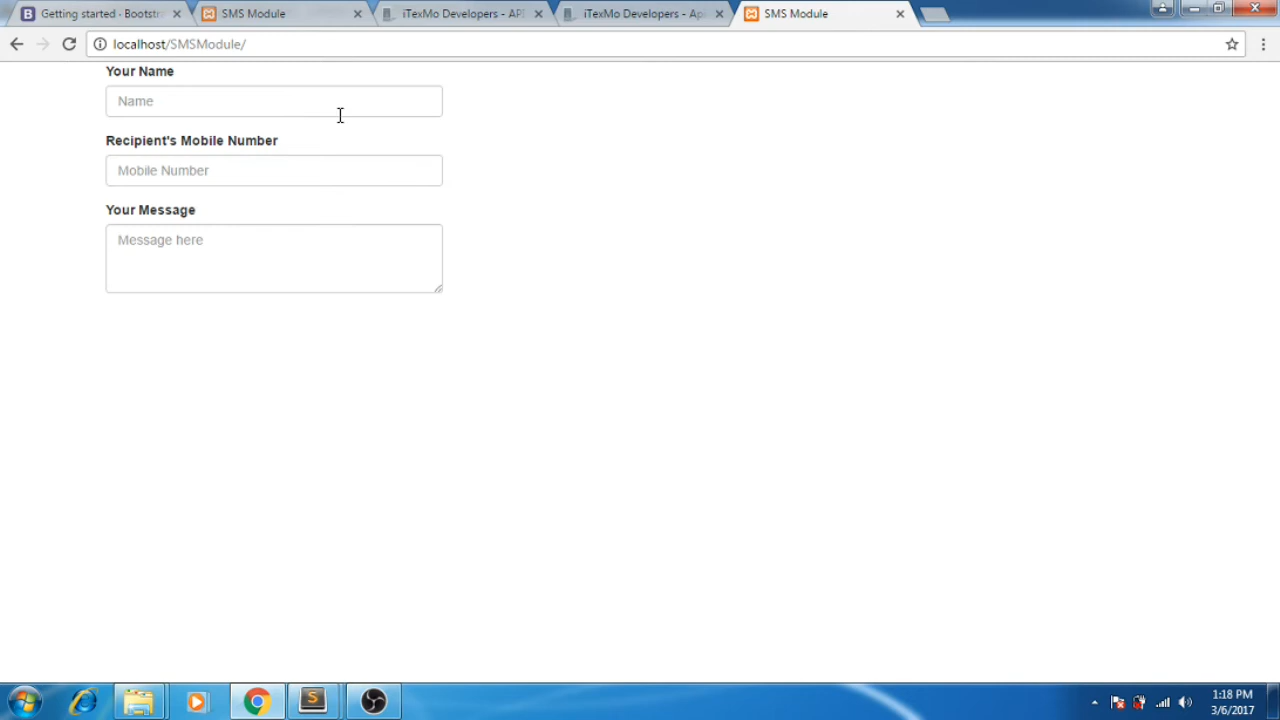 Getting started · Bootstr
SMS Module
iTexMo Developers - API
iTexMo Developers - Api
SMS Module
localhost/SMSModule/
Your Name
Name
Recipient's Mobile Number
Mobile Number
Your Message
Message here
1:18 PM
3/6/2017